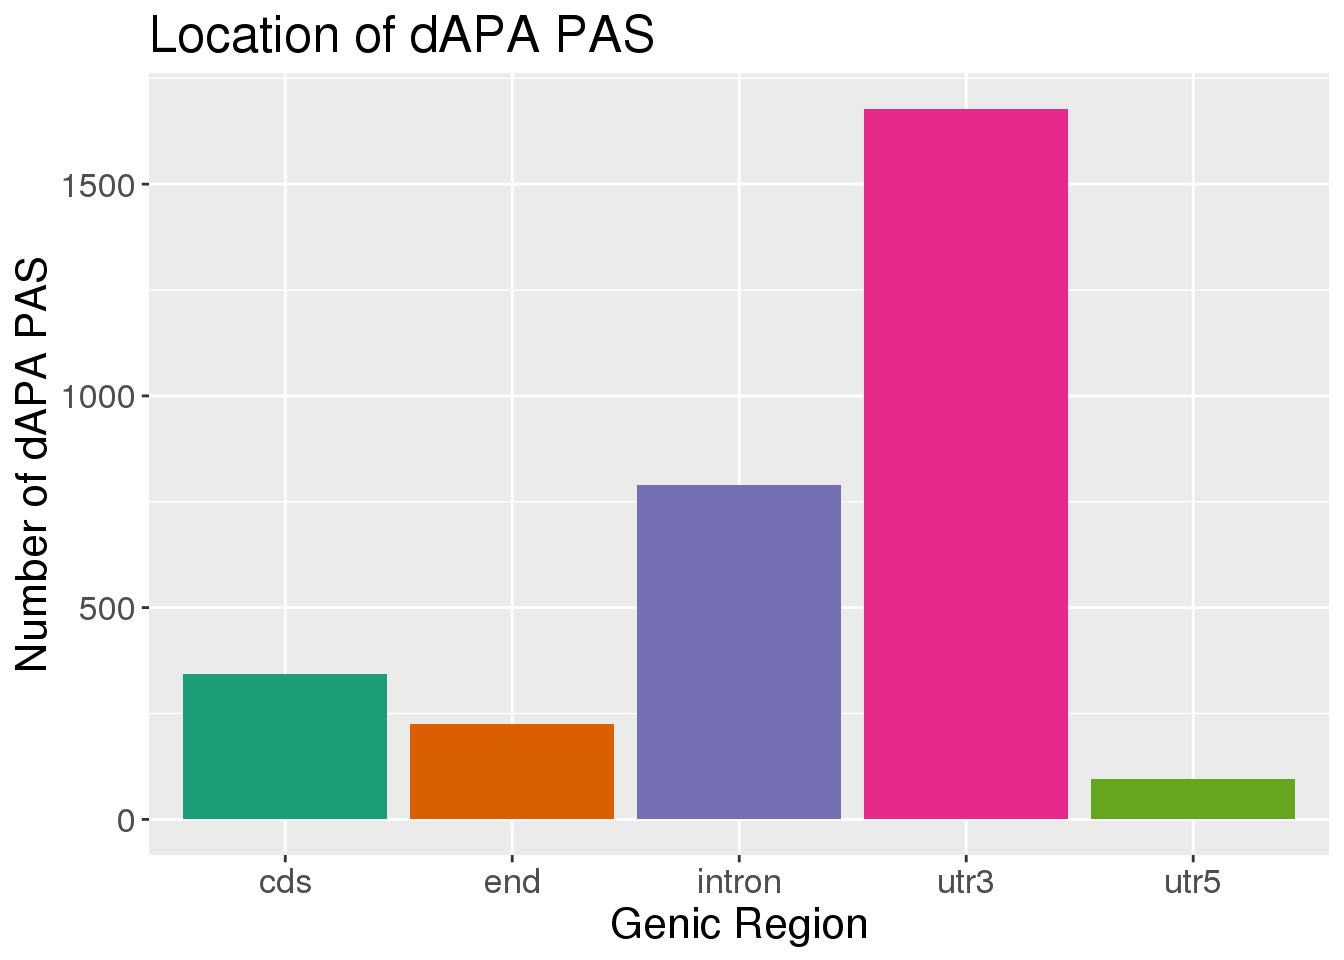 Location of dAPA PAS
Number of dAPA PAS
1500
1000
500
0
cds end intron utr3 utr5
Genic Region